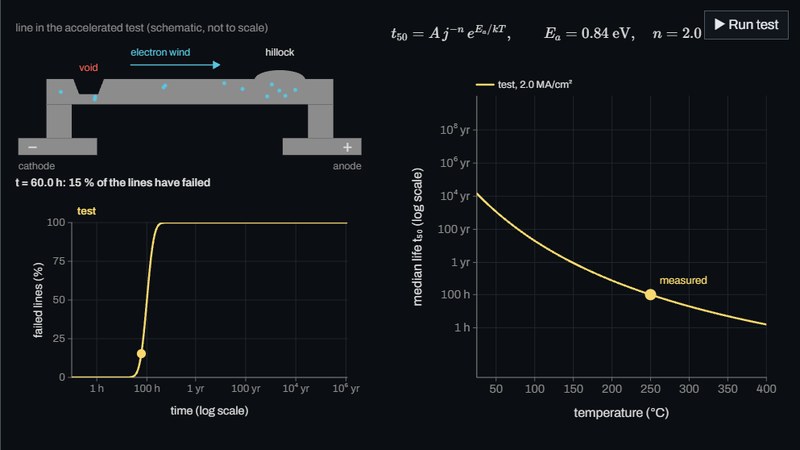 line in the accelerated test (schematic, not to scale)
t₅₀ = A j⁻ⁿ e^{Eₐ/kT},   Eₐ = 0.84 eV,   n = 2.0
▶ Run test
electron wind
hillock
void
−
+
cathode
anode
t = 60.0 h: 15 % of the lines have failed
test
100
75
50
25
0
failed lines (%)
1 h
100 h
1 yr
100 yr
10⁴ yr
10⁶ yr
time (log scale)
test, 2.0 MA/cm²
10⁸ yr
10⁶ yr
10⁴ yr
100 yr
1 yr
100 h
1 h
median life t₅₀ (log scale)
measured
50
100
150
200
250
300
350
400
temperature (°C)